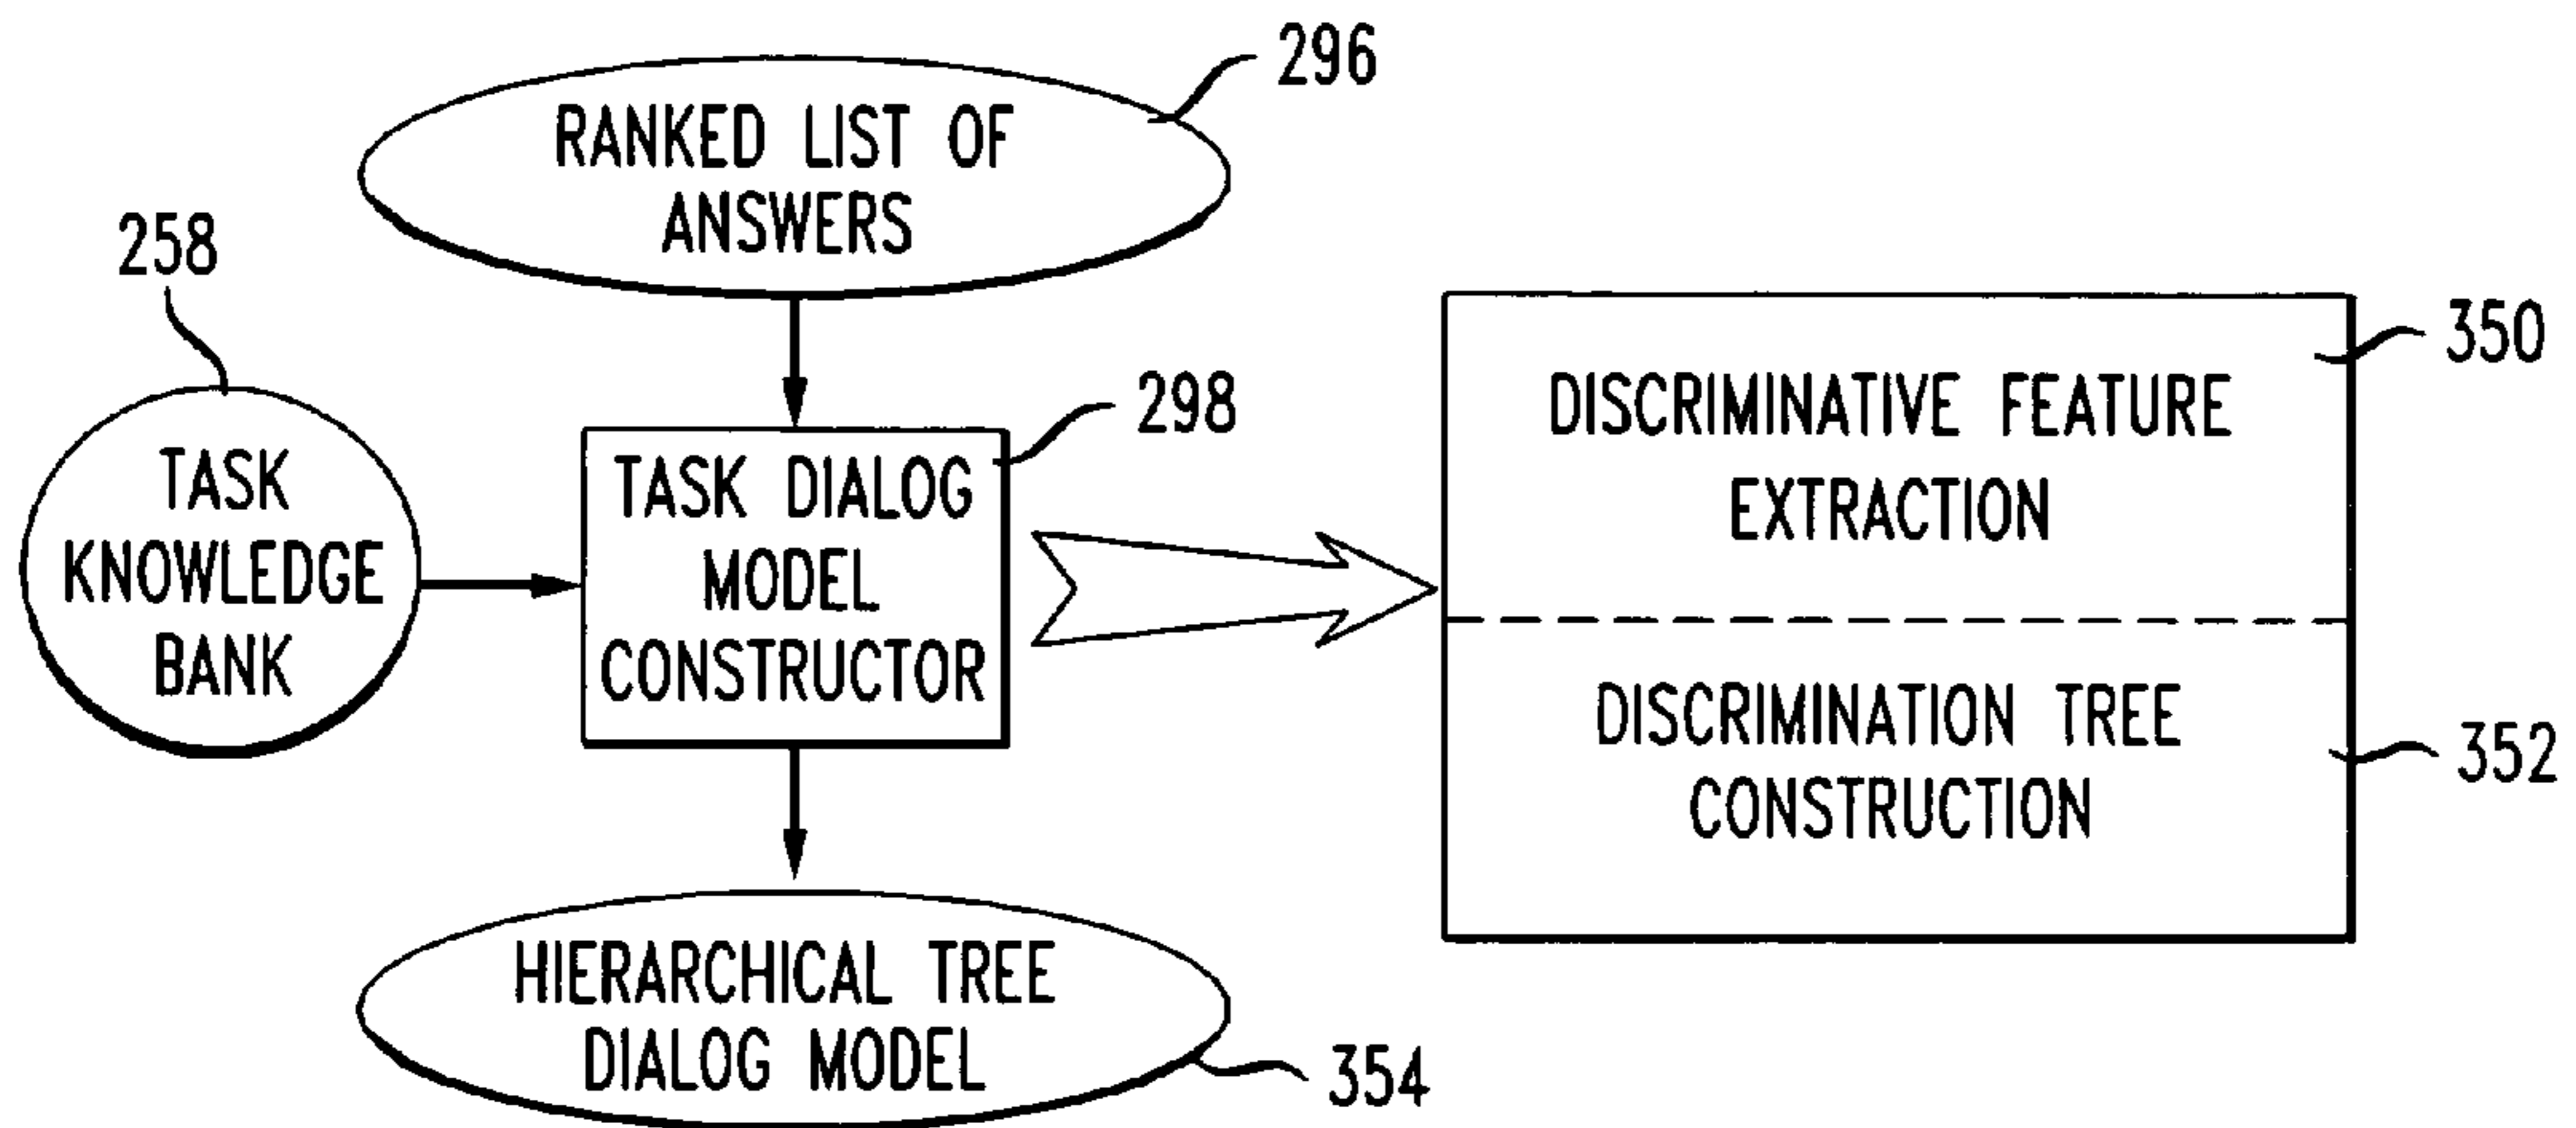 296
RANKED LIST OF
ANSWERS
258
TASK
KNOWLEDGE
BANK
298
TASK DIALOG
MODEL
CONSTRUCTOR
350
DISCRIMINATIVE FEATURE
EXTRACTION
DISCRIMINATION TREE
CONSTRUCTION
352
HIERARCHICAL TREE
DIALOG MODEL
354